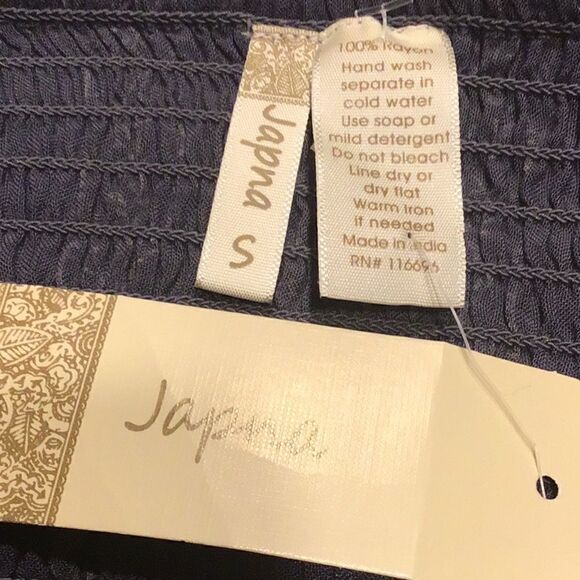 Japna S
100% Rayon
Hand wash
separate in
cold water
Use soap or
mild detergent
Do not bleach
Line dry or
dry flat
Warm iron
if needed
Made in India
RN# 116696
Japna